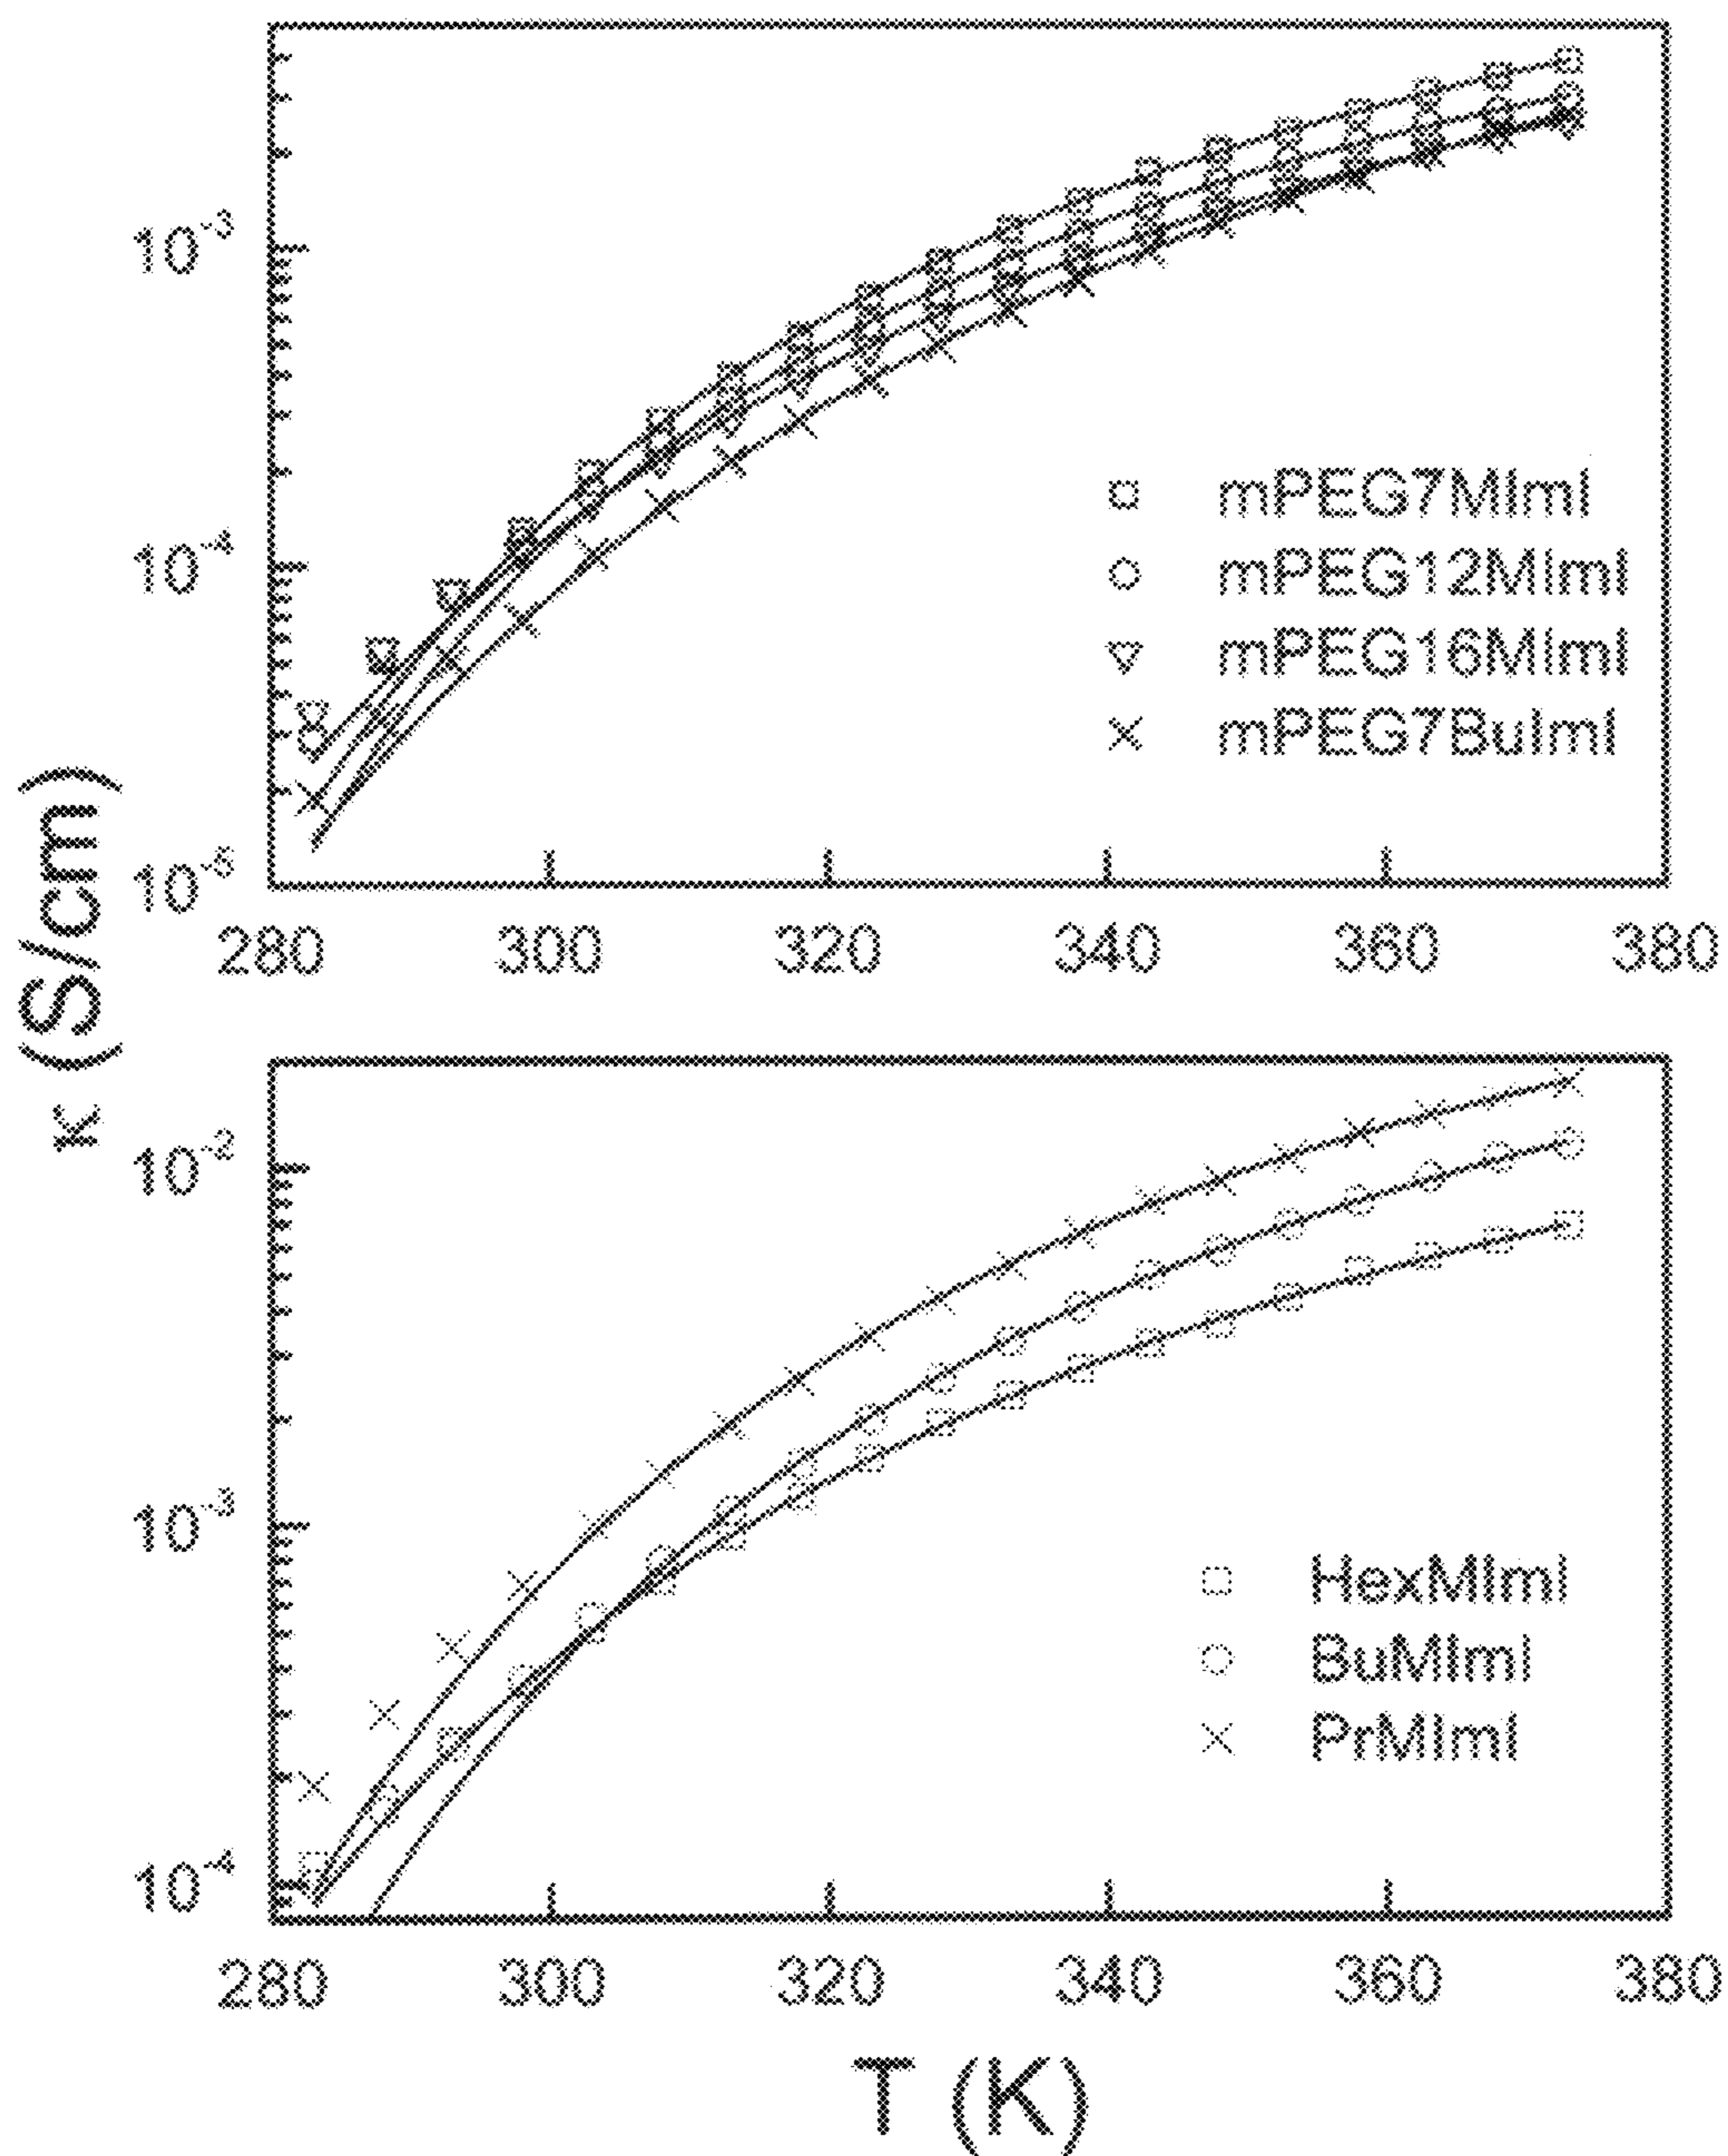 10-3
10-4
10-5
mPEG7MImI
mPEG12MImI
mPEG16MImI
mPEG7BuImI
280 300 320 340 360 380
κ (S/cm)
10-2
10-3
10-4
HexMImI
BuMImI
PrMImI
280 300 320 340 360 380
T (K)